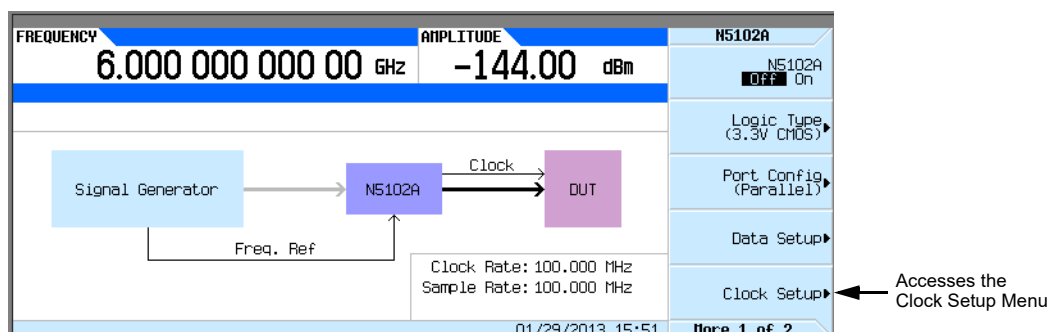 FREQUENCY
6.000 000 000 00 GHz
AMPLITUDE
-144.00 dBm
N5102A
N5102A
Off On
Logic Type
(3.3V CMOS)
Port Config
(Parallel)
Data Setup
Clock Setup
More 1 of 2
Signal Generator
N5102A
Clock
DUT
Freq. Ref
Clock Rate: 100.000 MHz
Sample Rate: 100.000 MHz
01/29/2013 15:51
Accesses the
Clock Setup Menu